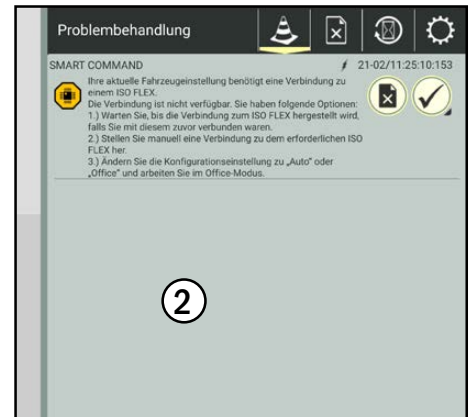 Problembehandlung
SMART COMMAND 21-02/11:25:10:153
Ihre aktuelle Fahrzeugeinstellung benötigt eine Verbindung zu
einem ISO FLEX.
Die Verbindung ist nicht verfügbar. Sie haben folgende Optionen:
1.) Warten Sie, bis die Verbindung zum ISO FLEX hergestellt wird,
falls Sie mit diesem zuvor verbunden waren.
2.) Stellen Sie manuell eine Verbindung zu dem erforderlichen ISO
FLEX her.
3.) Ändern Sie die Konfigurationseinstellung zu „Auto" oder
„Office" und arbeiten Sie im Office-Modus.
2